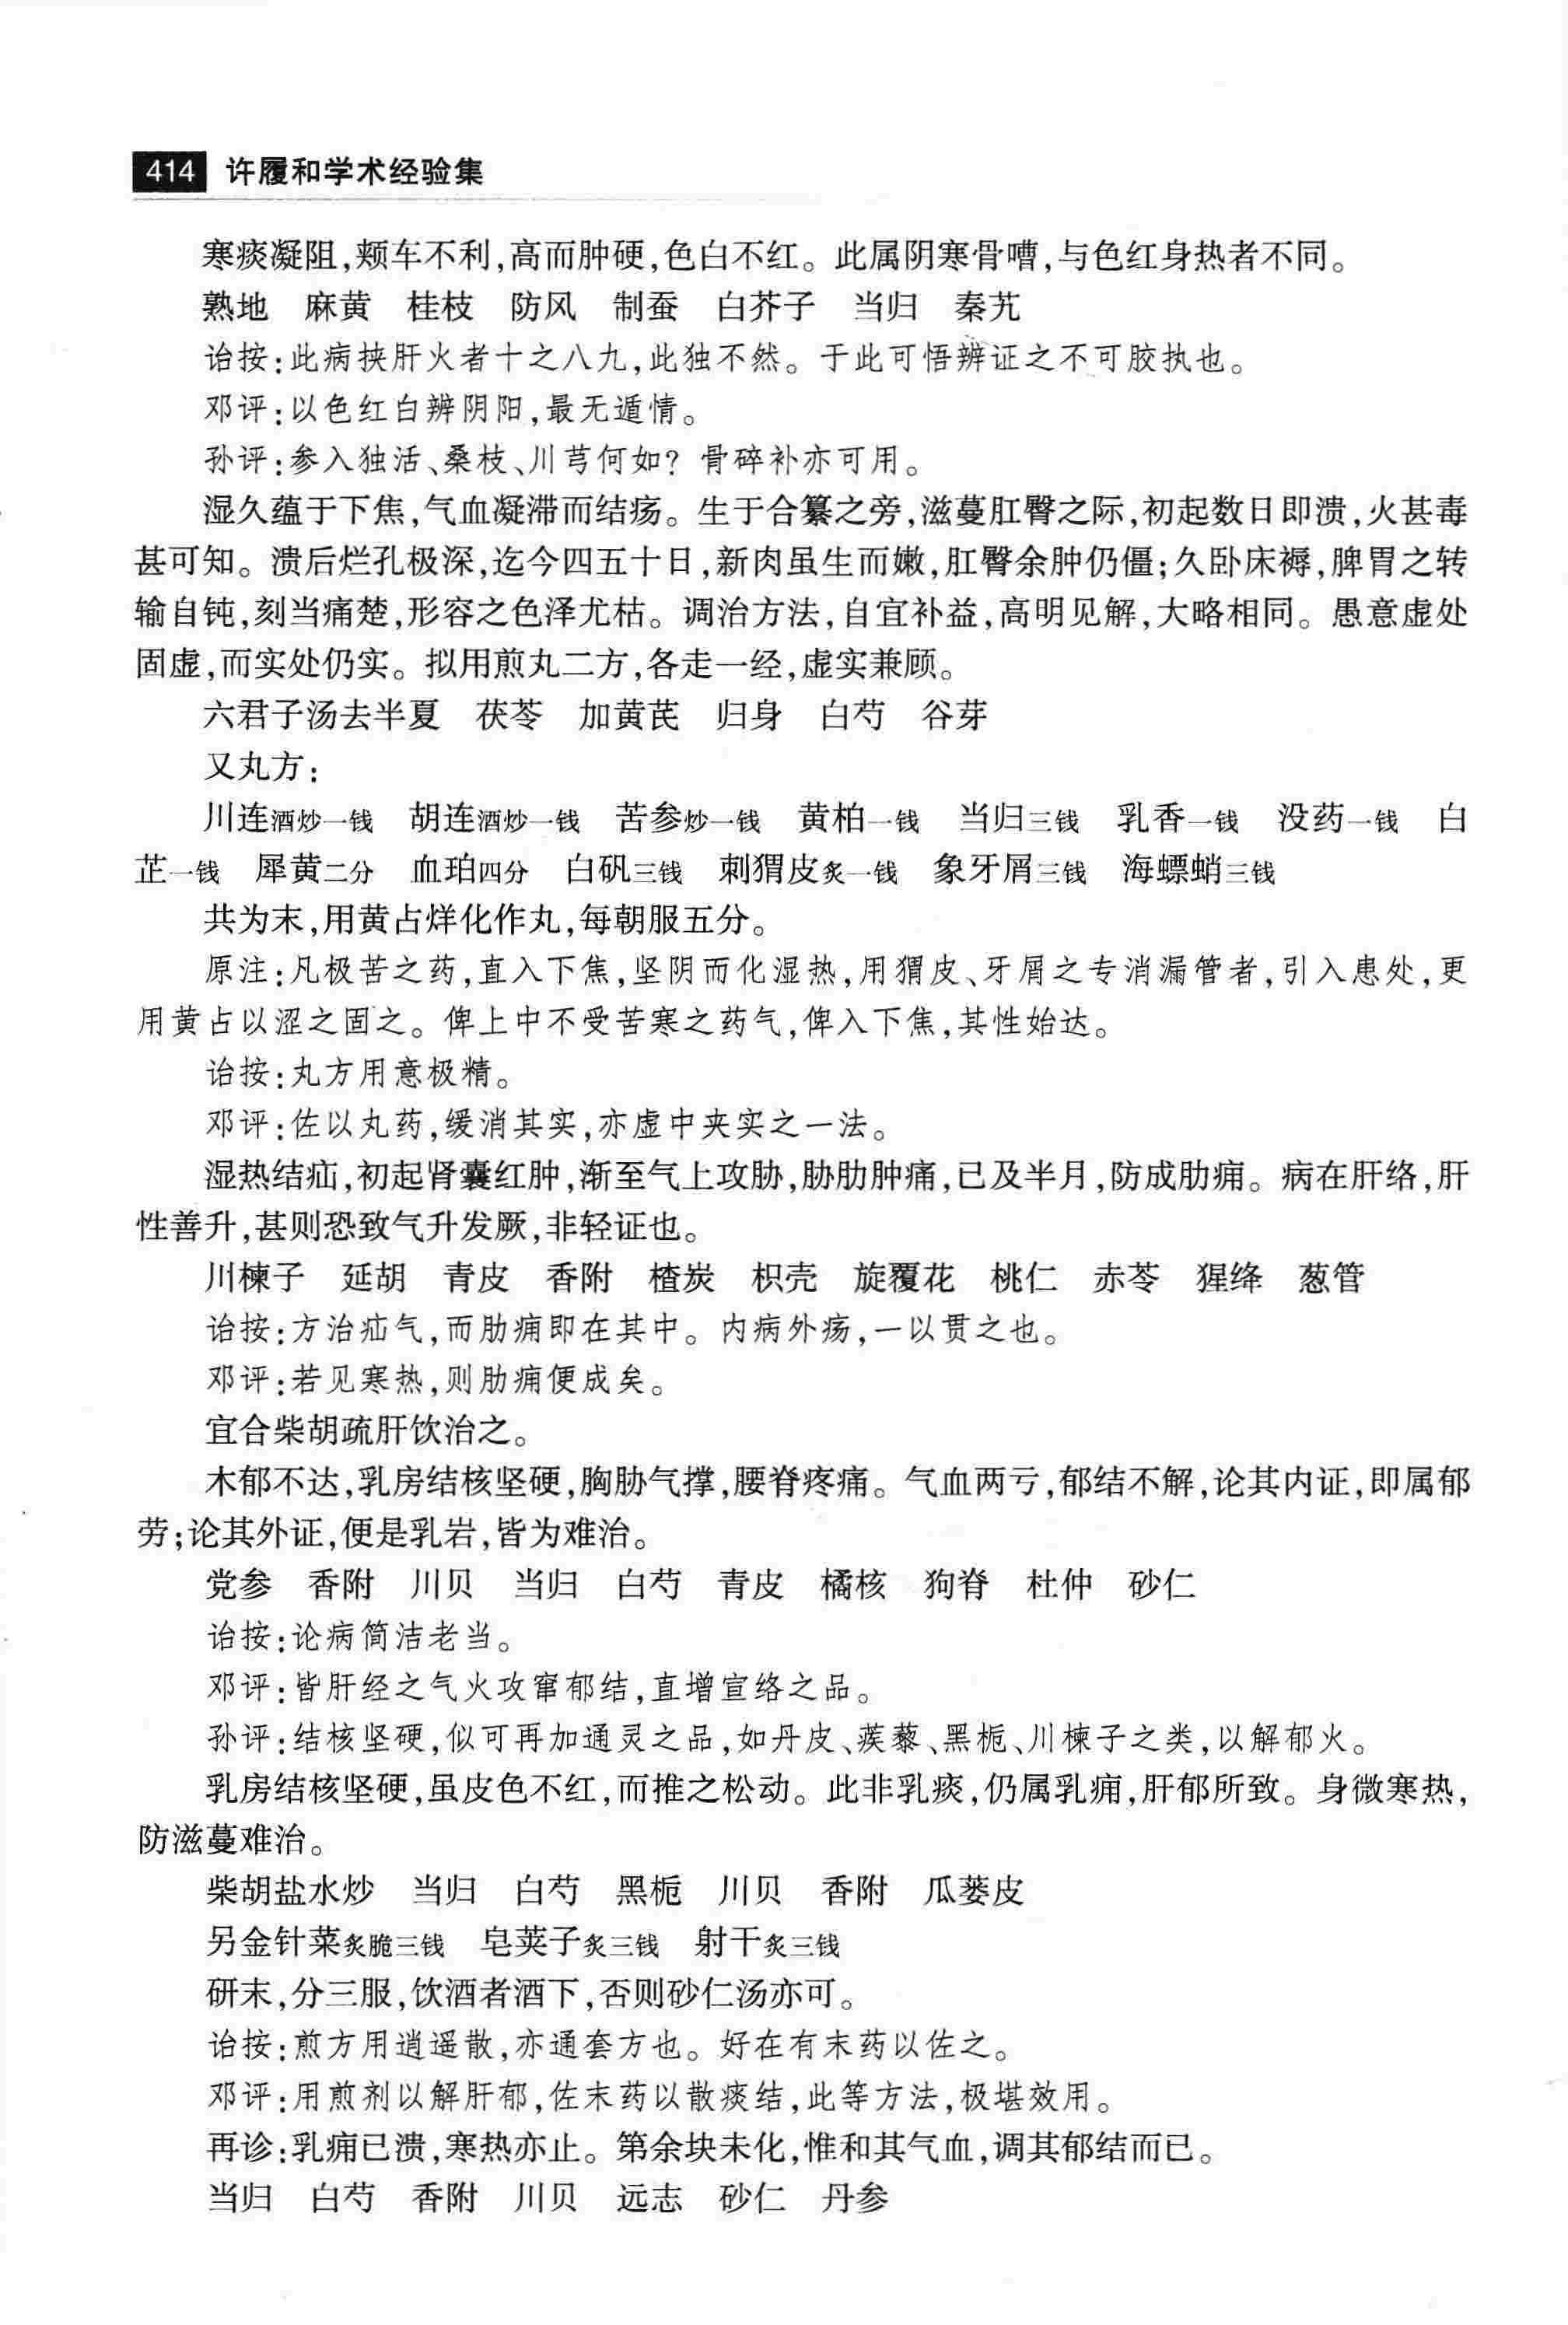 414 许履和学术经验集
寒痰凝阻,颊车不利,高而肿硬,色白不红。此属阴寒骨嘈,与色红身热者不同。
熟地 麻黄 桂枝 防风 制蚕 白芥子 当归 秦艽
诒按:此病挟肝火者十之八九,此独不然。于此可悟辨证之不可胶执也。
邓评:以色红白辨阴阳,最无遁情。
孙评:参入独活、桑枝、川芎何如?骨碎补亦可用。
湿久蕴于下焦,气血凝滞而结疡。生于合纂之旁,滋蔓肛臀之际,初起数日即溃,火甚毒
甚可知。溃后烂孔极深,迄今四五十日,新肉虽生而嫩,肛臀余肿仍僵;久卧床褥,脾胃之转
输自钝,刻当痛楚,形容之色泽尤枯。调治方法,自宜补益,高明见解,大略相同。愚意虚处
固虚,而实处仍实。拟用煎丸二方,各走一经,虚实兼顾。
六君子汤去半夏 茯苓 加黄芪 归身 白芍 谷芽
又丸方:
川连酒炒一钱 胡连酒炒一钱 苦参炒一钱 黄柏一钱 当归三钱 乳香一钱 没药一钱 白
芷一钱 犀黄二分 血珀四分 白矾三钱 刺猬皮炙一钱 象牙屑三钱 海螵蛸三钱
共为末,用黄占烊化作丸,每朝服五分。
原注:凡极苦之药,直入下焦,坚阴而化湿热,用猬皮、牙屑之专消漏管者,引入患处,更
用黄占以涩之固之。俾上中不受苦寒之药气,俾入下焦,其性始达。
诒按:丸方用意极精。
邓评:佐以丸药,缓消其实,亦虚中夹实之一法。
湿热结疝,初起肾囊红肿,渐至气上攻胁,胁肋肿痛,已及半月,防成肋痈。病在肝络,肝
性善升,甚则恐致气升发厥,非轻证也。
川楝子 延胡 青皮 香附 楂炭 枳壳 旋覆花 桃仁 赤苓 猩绛 葱管
诒按:方治疝气,而肋痈即在其中。内病外疡,一以贯之也。
邓评:若见寒热,则肋痈便成矣。
宜合柴胡疏肝饮治之。
木郁不达,乳房结核坚硬,胸胁气撑,腰脊疼痛。气血两亏,郁结不解,论其内证,即属郁
劳;论其外证,便是乳岩,皆为难治。
党参 香附 川贝 当归 白芍 青皮 橘核 狗脊 杜仲 砂仁
诒按:论病简洁老当。
邓评:皆肝经之气火攻窜郁结,直增宣络之品。
孙评:结核坚硬,似可再加通灵之品,如丹皮、蒺藜、黑栀、川楝子之类,以解郁火。
乳房结核坚硬,虽皮色不红,而推之松动。此非乳痰,仍属乳痈,肝郁所致。身微寒热,
防滋蔓难治。
柴胡盐水炒 当归 白芍 黑栀 川贝 香附 瓜蒌皮
另金针菜炙脆三钱 皂荚子炙三钱 射干炙三钱
研末,分三服,饮酒者酒下,否则砂仁汤亦可。
诒按:煎方用逍遥散,亦通套方也。好在有末药以佐之。
邓评:用煎剂以解肝郁,佐末药以散痰结,此等方法,极堪效用。
再诊:乳痈已溃,寒热亦止。第余块未化,惟和其气血,调其郁结而已。
当归 白芍 香附 川贝 远志 砂仁 丹参